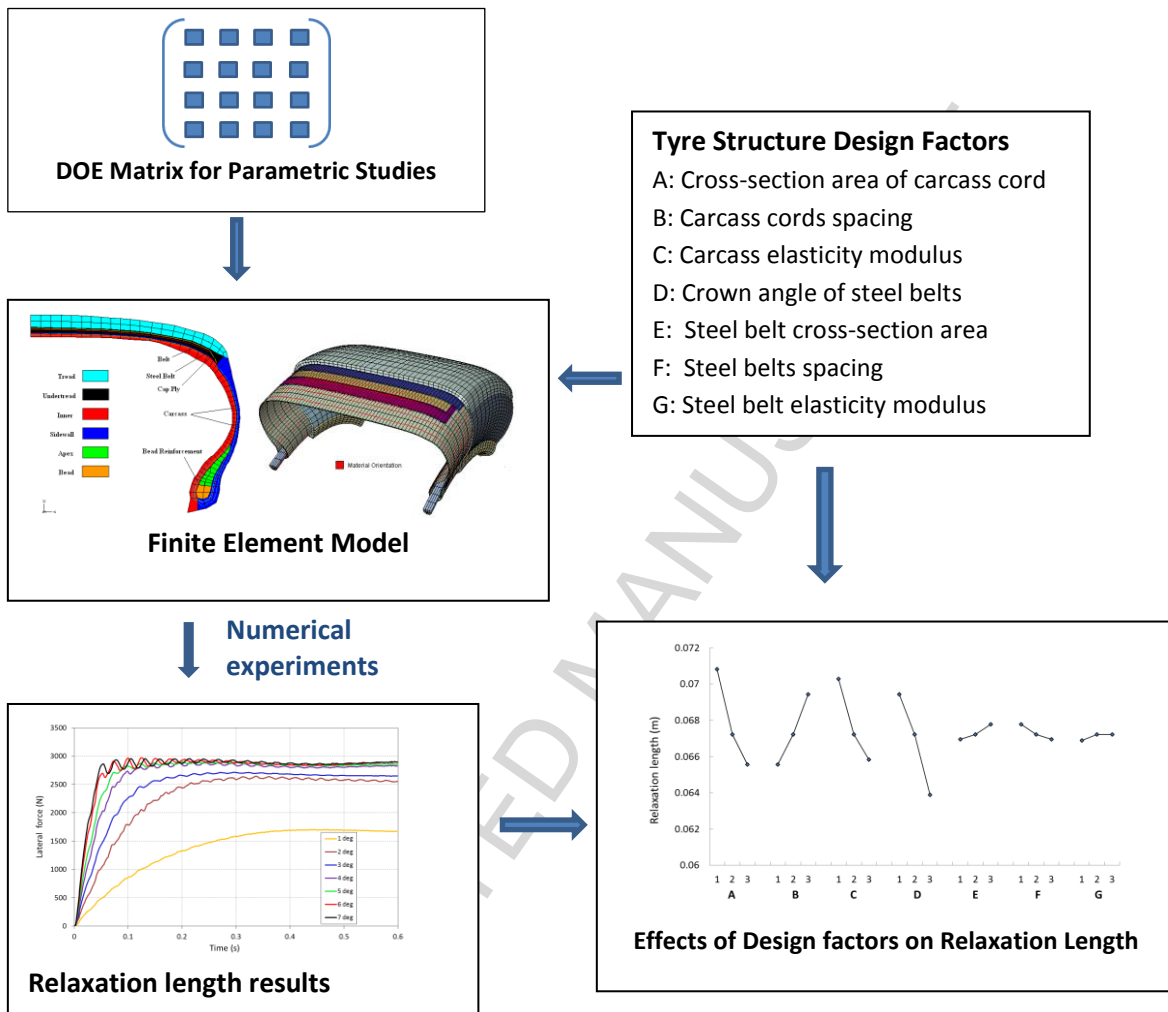 DOE Matrix for Parametric Studies
Tyre Structure Design Factors
A: Cross-section area of carcass cord
B: Carcass cords spacing
C: Carcass elasticity modulus
D: Crown angle of steel belts
E: Steel belt cross-section area
F: Steel belts spacing
G: Steel belt elasticity modulus
Tread
Undertread
Inner
Sidewall
Apex
Bead
Belt
Steel Belt
Cap Ply
Carcass
Bead Reinforcement
Material Orientation
Finite Element Model
Numerical
experiments
Lateral force (N)
3500
3000
2500
2000
1500
1000
500
0
0 0.1 0.2 0.3 0.4 0.5 0.6
Time (s)
1 deg
2 deg
3 deg
4 deg
5 deg
6 deg
7 deg
Relaxation length results
Relaxation length (m)
0.072
0.07
0.068
0.066
0.064
0.062
0.06
1 2 3 1 2 3 1 2 3 1 2 3 1 2 3 1 2 3 1 2 3
A B C D E F G
Effects of Design factors on Relaxation Length
TED MANUS